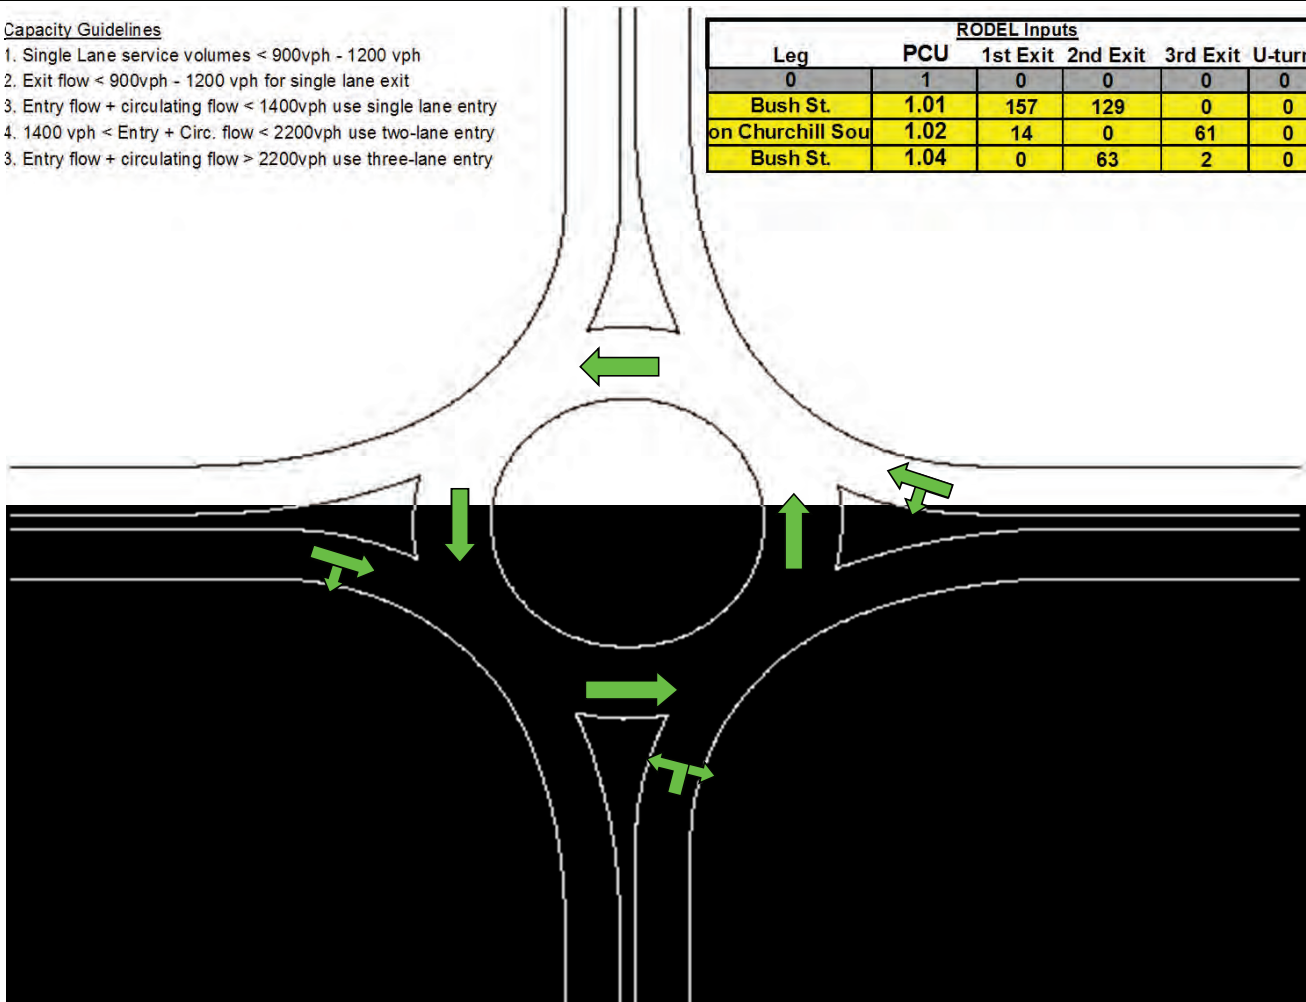 Capacity Guidelines
1. Single Lane service volumes < 900vph - 1200 vph
2. Exit flow < 900vph - 1200 vph for single lane exit
3. Entry flow + circulating flow < 1400vph use single lane entry
4. 1400 vph < Entry + Circ. flow < 2200vph use two-lane entry
3. Entry flow + circulating flow > 2200vph use three-lane entry
RODEL Inputs
Leg PCU 1st Exit 2nd Exit 3rd Exit U-turn
0 1 0 0 0 0
Bush St. 1.01 157 129 0 0
on Churchill Sou 1.02 14 0 61 0
Bush St. 1.04 0 63 2 0